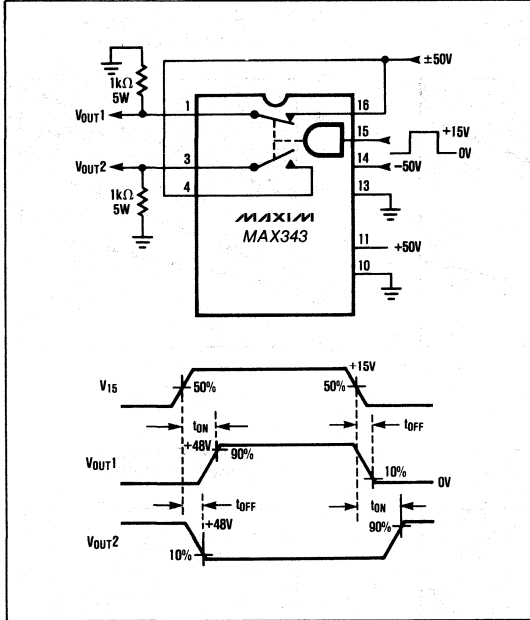 ±50V
1kΩ
5W
1
16
VOUT1
15
+15V
0V
VOUT2
3
14
−50V
4
13
1kΩ
5W
MAXIM
MAX343
11
+50V
10
+15V
V15
50%
50%
tON
tOFF
+48V
90%
VOUT1
10%
0V
tOFF
tON
+48V
90%
VOUT2
10%